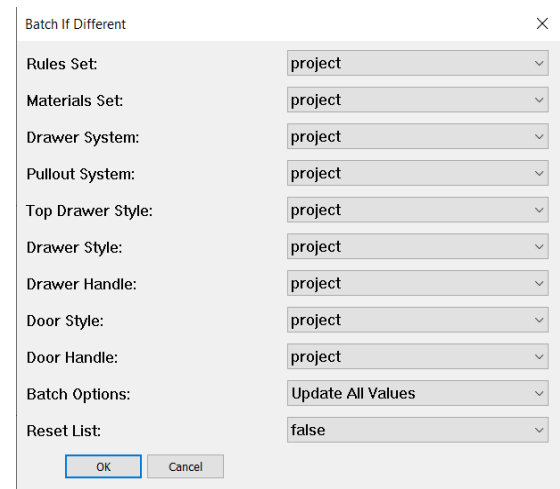 Batch If Different
Rules Set: project
Materials Set: project
Drawer System: project
Pullout System: project
Top Drawer Style: project
Drawer Style: project
Drawer Handle: project
Door Style: project
Door Handle: project
Batch Options: Update All Values
Reset List: false
OK Cancel